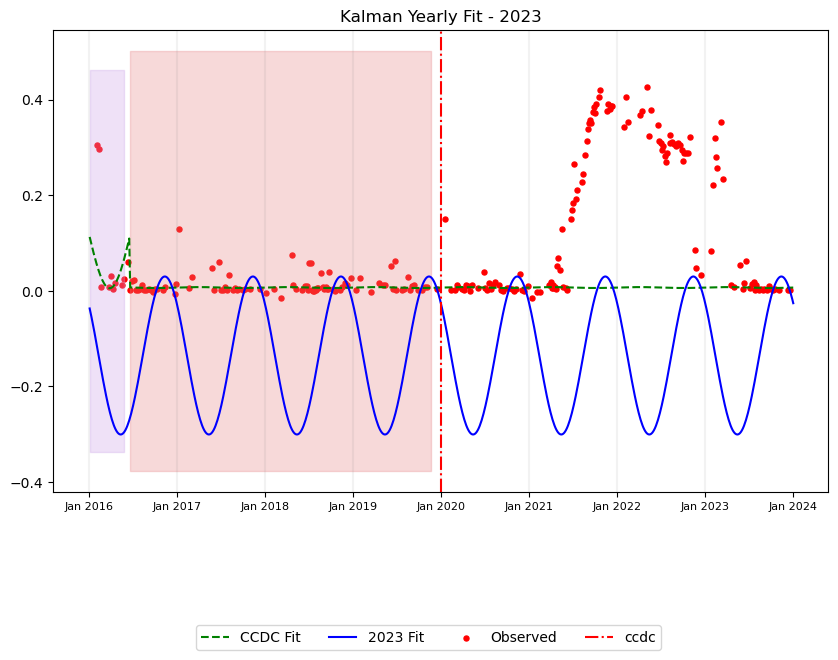 Kalman Yearly Fit - 2023
0.4
0.2
0.0
−0.2
−0.4
Jan 2016 Jan 2017 Jan 2018 Jan 2019 Jan 2020 Jan 2021 Jan 2022 Jan 2023 Jan 2024
CCDC Fit 2023 Fit Observed ccdc